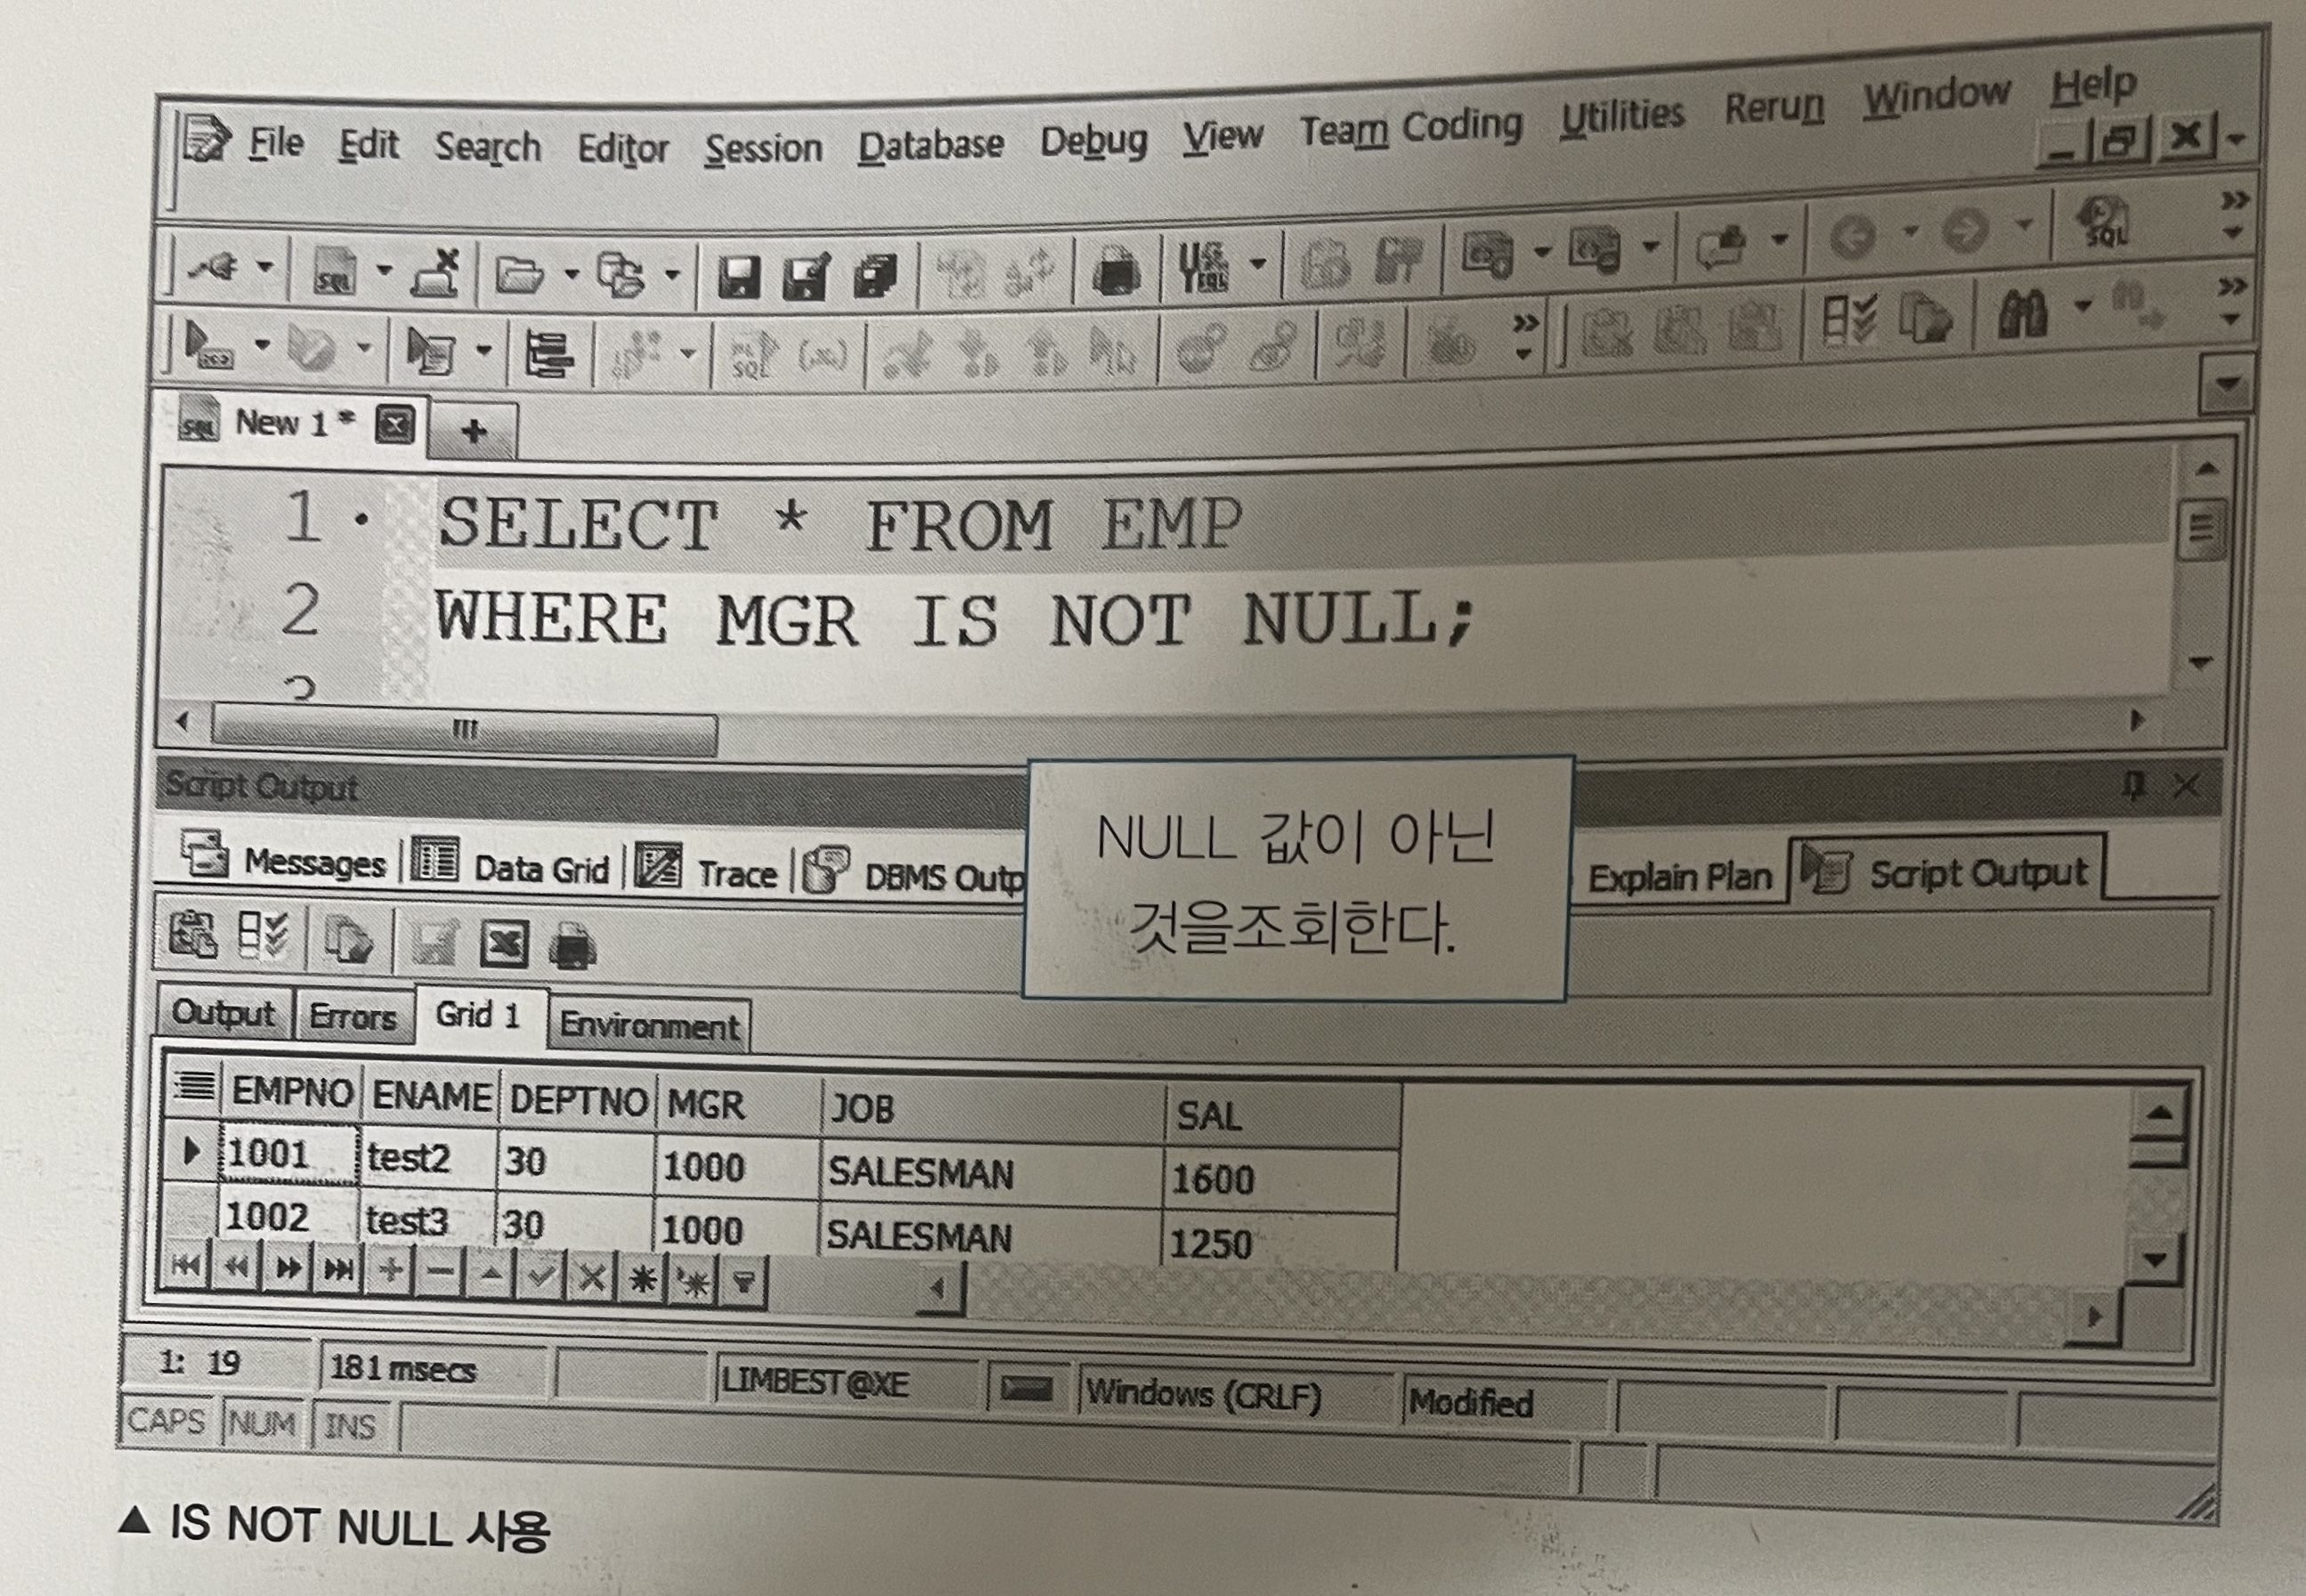 File Edit Search Editor Session Database Debug View Team Coding Utilities Rerun Window Help
New 1 *
1 SELECT * FROM EMP
2 WHERE MGR IS NOT NULL;
Script Output
NULL 값이 아닌
것을조회한다.
Messages Data Grid Trace DBMS Outp Explain Plan Script Output
Output Errors Grid 1 Environment
EMPNO ENAME DEPTNO MGR JOB SAL
1001 test2 30 1000 SALESMAN 1600
1002 test3 30 1000 SALESMAN 1250
1: 19 181 msecs LIMBEST@XE Windows (CRLF) Modified
CAPS NUM INS
▲ IS NOT NULL 사용